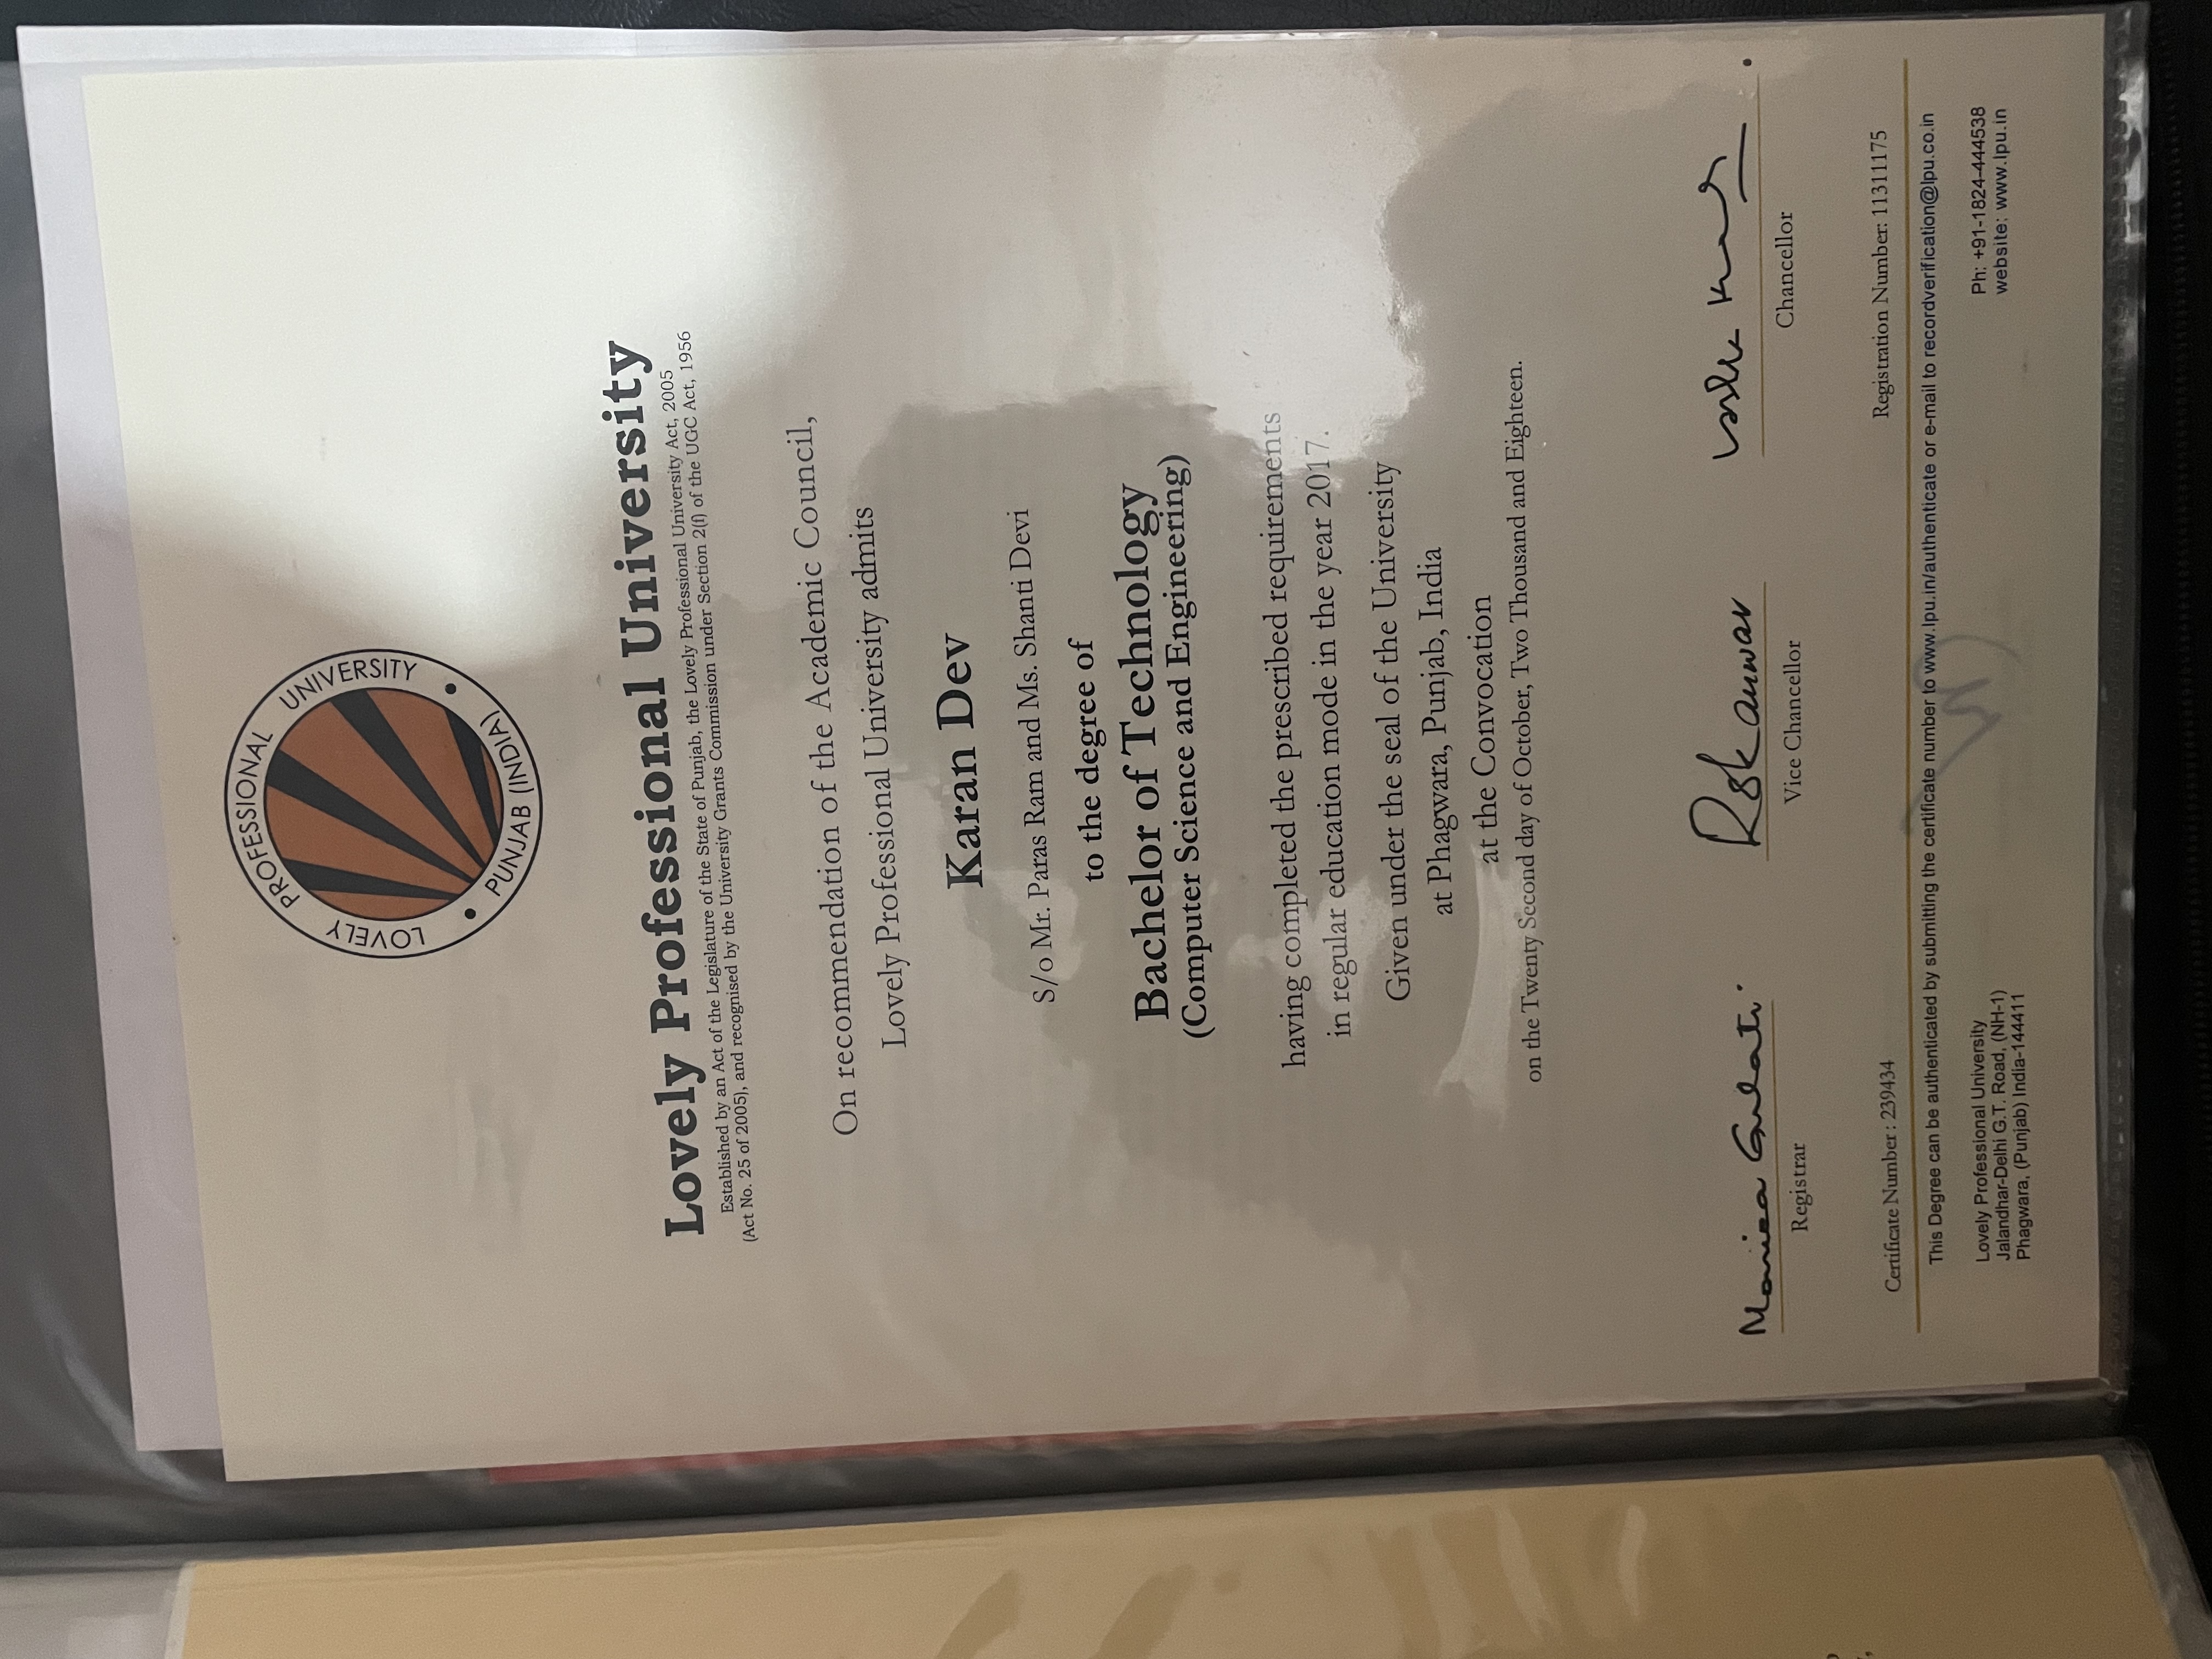 LOVELY PROFESSIONAL UNIVERSITY
PUNJAB (INDIA)
Lovely Professional University
Established by an Act of the Legislature of the State of Punjab, the Lovely Professional University Act, 2005
(Act No. 25 of 2005), and recognised by the University Grants Commission under Section 2(f) of the UGC Act, 1956
On recommendation of the Academic Council,
Lovely Professional University admits
Karan Dev
S/o Mr. Paras Ram and Ms. Shanti Devi
to the degree of
Bachelor of Technology
(Computer Science and Engineering)
having completed the prescribed requirements
in regular education mode in the year 2017.
Given under the seal of the University
at Phagwara, Punjab, India
at the Convocation
on the Twenty Second day of October, Two Thousand and Eighteen.
Monica Gulati
Registrar
Vice Chancellor
Chancellor
Certificate Number : 239434
Registration Number: 11311175
This Degree can be authenticated by submitting the certificate number to www.lpu.in/authenticate or e-mail to recordverification@lpu.co.in
Lovely Professional University
Jalandhar-Delhi G.T. Road, (NH-1)
Phagwara, (Punjab) India-144411
Ph: +91-1824-444538
website: www.lpu.in